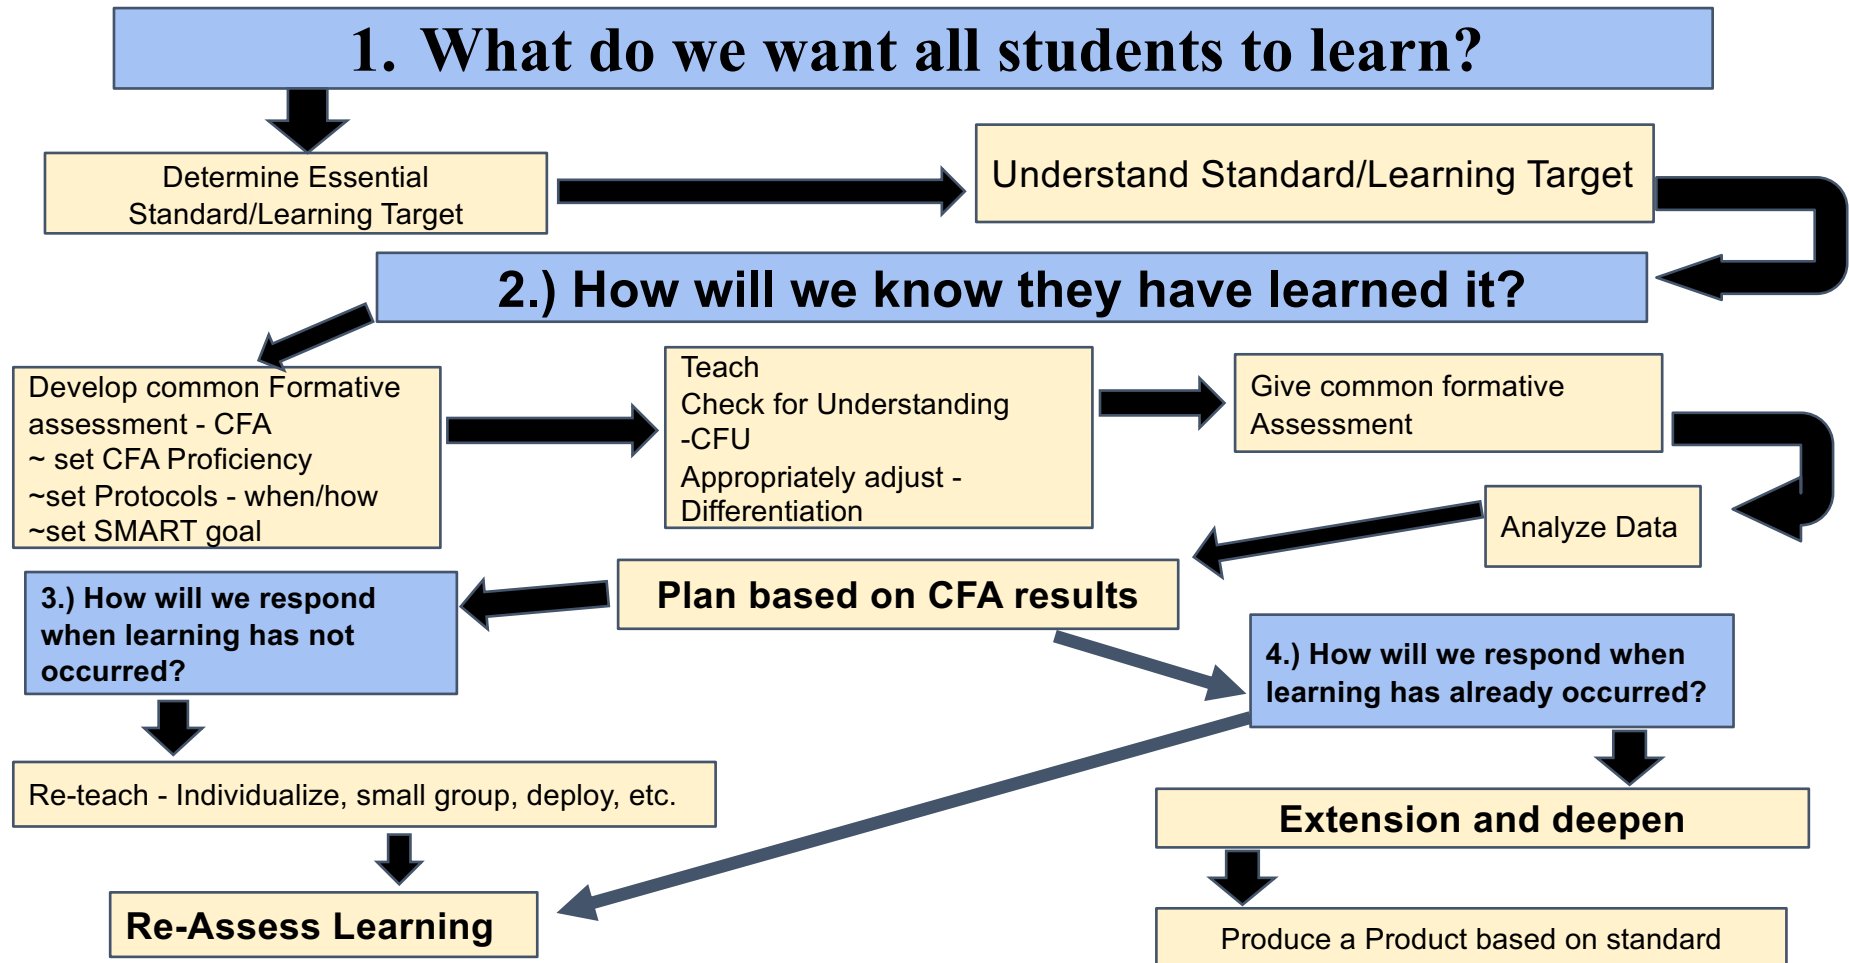 1. What do we want all students to learn?
Determine Essential
Standard/Learning Target
Understand Standard/Learning Target
2.) How will we know they have learned it?
Develop common Formative
assessment - CFA
~ set CFA Proficiency
~set Protocols - when/how
~set SMART goal
Teach
Check for Understanding
-CFU
Appropriately adjust -
Differentiation
Give common formative
Assessment
Analyze Data
Plan based on CFA results
3.) How will we respond
when learning has not
occurred?
4.) How will we respond when
learning has already occurred?
Re-teach - Individualize, small group, deploy, etc.
Extension and deepen
Re-Assess Learning
Produce a Product based on standard